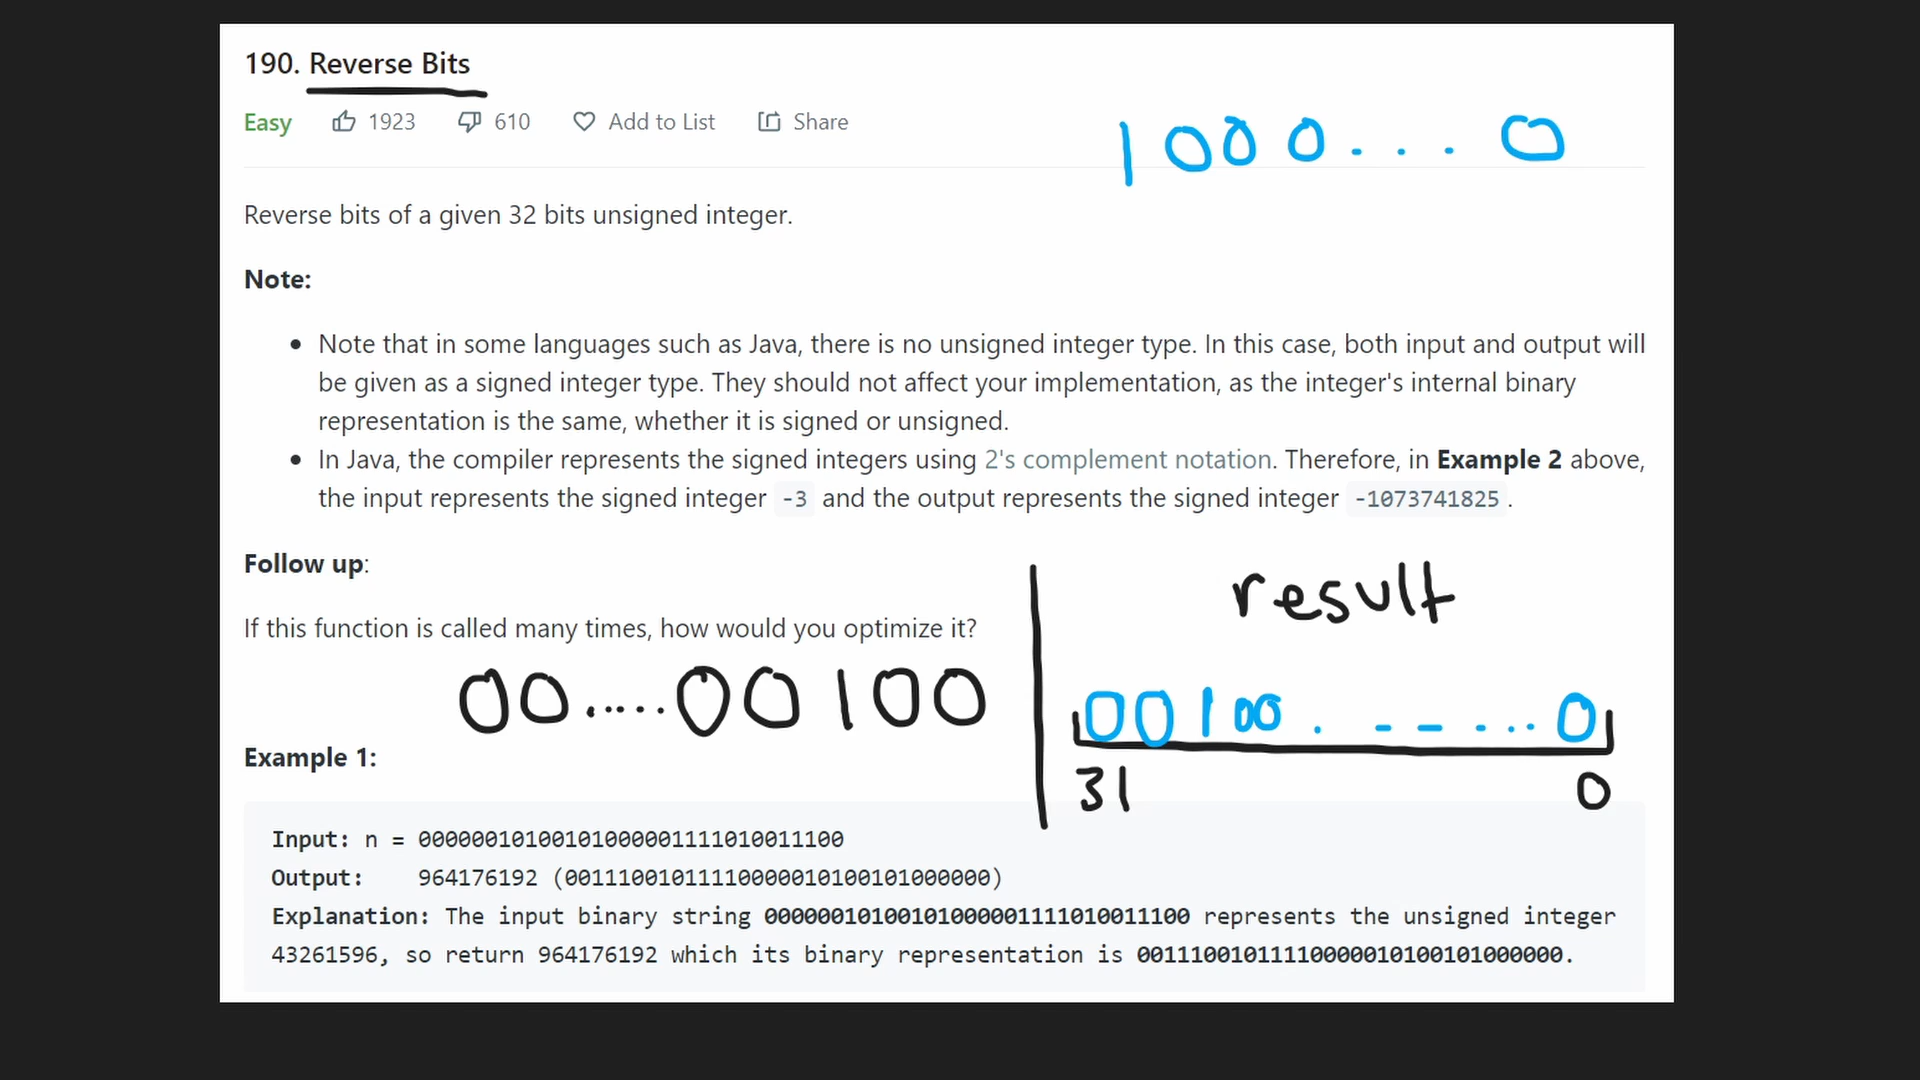 190. Reverse Bits
Easy 1923 610 Add to List Share
1 0 0 0 . . . 0
Reverse bits of a given 32 bits unsigned integer.
Note:
• Note that in some languages such as Java, there is no unsigned integer type. In this case, both input and output will
be given as a signed integer type. They should not affect your implementation, as the integer's internal binary
representation is the same, whether it is signed or unsigned.
• In Java, the compiler represents the signed integers using 2's complement notation. Therefore, in Example 2 above,
the input represents the signed integer -3 and the output represents the signed integer -1073741825.
Follow up:
result
If this function is called many times, how would you optimize it?
00.....00100
00100 . _ _ _ ... 0
31 0
Example 1:
Input: n = 00000010100101000001111010011100
Output: 964176192 (00111001011110000010100101000000)
Explanation: The input binary string 00000010100101000001111010011100 represents the unsigned integer
43261596, so return 964176192 which its binary representation is 00111001011110000010100101000000.